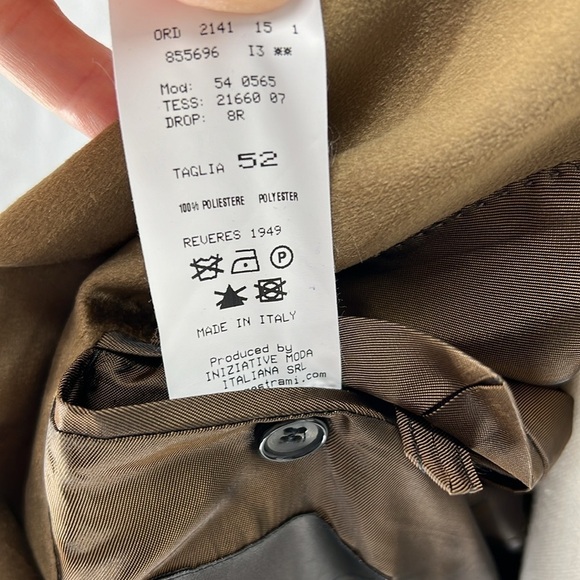 ORD 2141 15 1
855696 I3 **
Mod: 54 0565
TESS: 21660 07
DROP: 8R
TAGLIA 52
100% POLIESTERE POLYESTER
REVERES 1949
P
MADE IN ITALY
Produced by
INIZIATIVE MODA
ITALIANA SRL